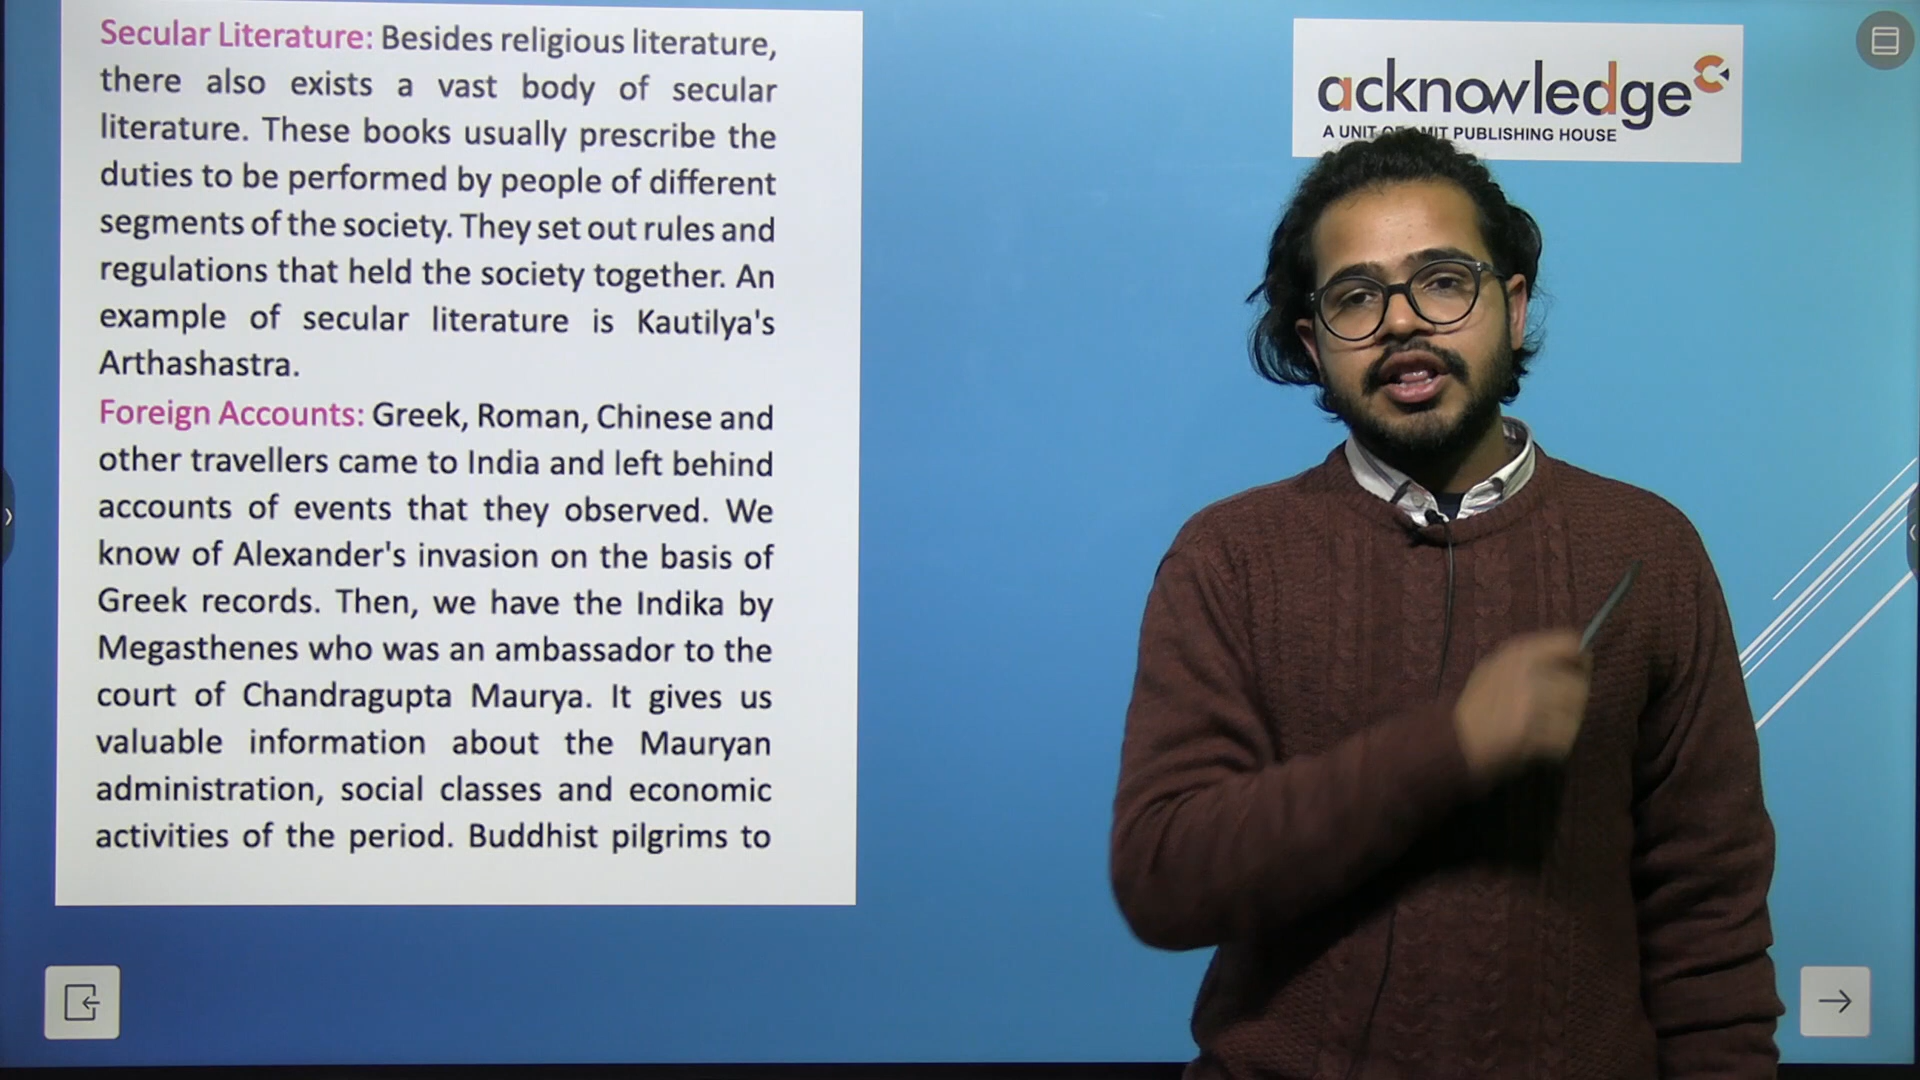 Secular Literature: Besides religious literature,
there also exists a vast body of secular
literature. These books usually prescribe the
duties to be performed by people of different
segments of the society. They set out rules and
regulations that held the society together. An
example of secular literature is Kautilya's
Arthashastra.
Foreign Accounts: Greek, Roman, Chinese and
other travellers came to India and left behind
accounts of events that they observed. We
know of Alexander's invasion on the basis of
Greek records. Then, we have the Indika by
Megasthenes who was an ambassador to the
court of Chandragupta Maurya. It gives us
valuable information about the Mauryan
administration, social classes and economic
activities of the period. Buddhist pilgrims to
acknowledge
A UNIT PUBLISHING HOUSE